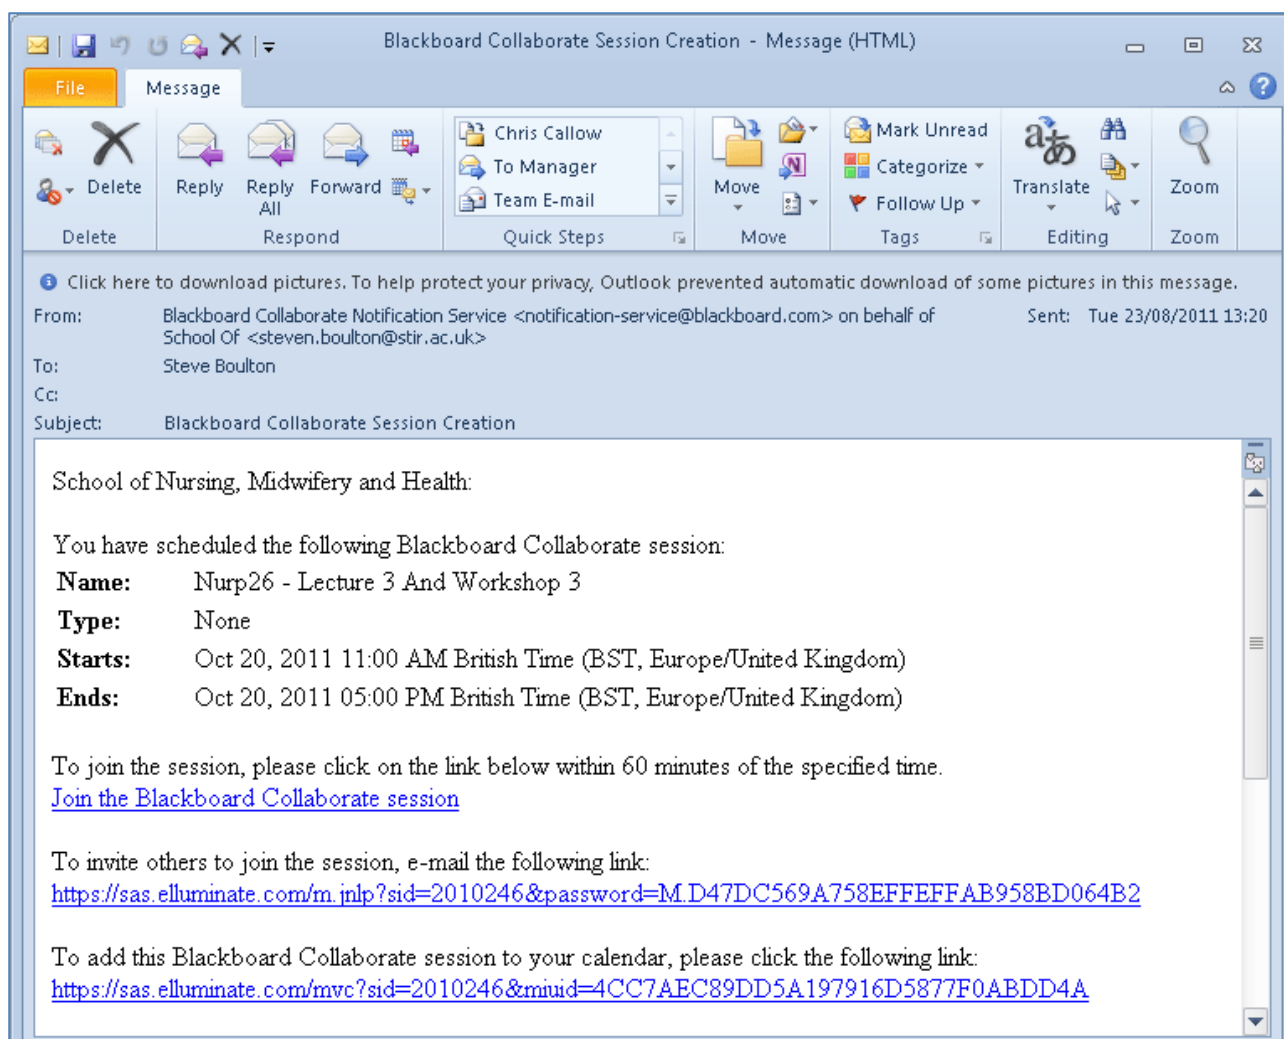 Blackboard Collaborate Session Creation - Message (HTML)
File Message
Delete
Reply
Reply All
Forward
Chris Callow
To Manager
Team E-mail
Move
Mark Unread
Categorize
Follow Up
a あ
Translate
Zoom
Delete Respond Quick Steps Move Tags Editing Zoom
Click here to download pictures. To help protect your privacy, Outlook prevented automatic download of some pictures in this message.
From: Blackboard Collaborate Notification Service <notification-service@blackboard.com> on behalf of Sent: Tue 23/08/2011 13:20
School Of <steven.boulton@stir.ac.uk>
To: Steve Boulton
Cc:
Subject: Blackboard Collaborate Session Creation
School of Nursing, Midwifery and Health:
You have scheduled the following Blackboard Collaborate session:
Name: Nurp26 - Lecture 3 And Workshop 3
Type: None
Starts: Oct 20, 2011 11:00 AM British Time (BST, Europe/United Kingdom)
Ends: Oct 20, 2011 05:00 PM British Time (BST, Europe/United Kingdom)
To join the session, please click on the link below within 60 minutes of the specified time.
Join the Blackboard Collaborate session
To invite others to join the session, e-mail the following link:
https://sas.elluminate.com/m.jnlp?sid=2010246&password=M.D47DC569A758EFFEFFAB958BD064B2
To add this Blackboard Collaborate session to your calendar, please click the following link:
https://sas.elluminate.com/mvc?sid=2010246&miuid=4CC7AEC89DD5A197916D5877F0ABDD4A